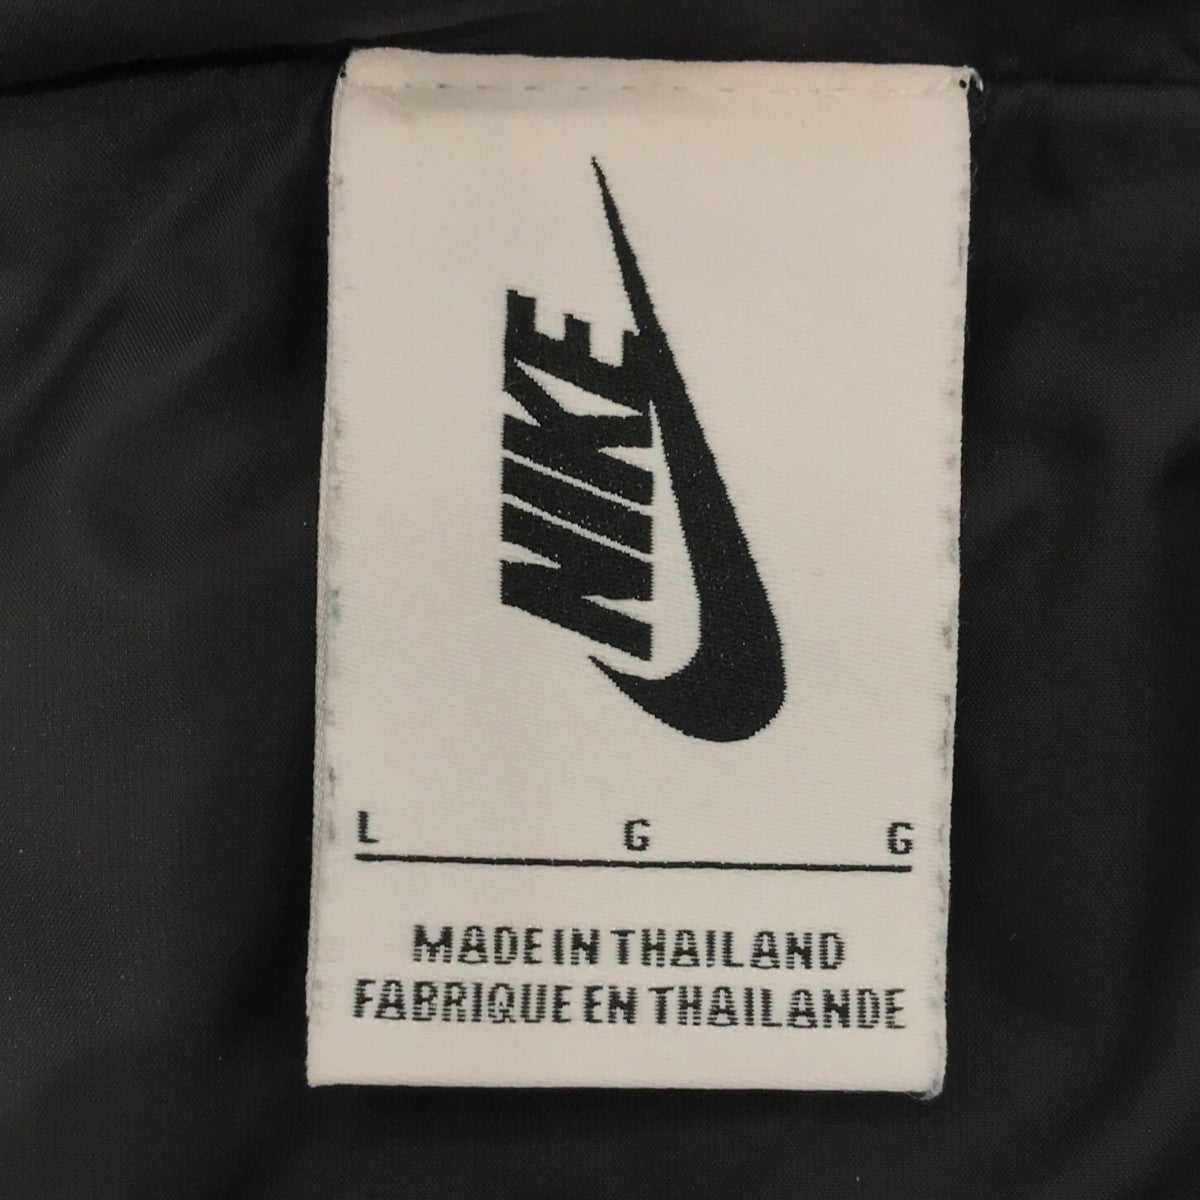 NIKE
L G G
MADE IN THAILAND
FABRIQUE EN THAILANDE